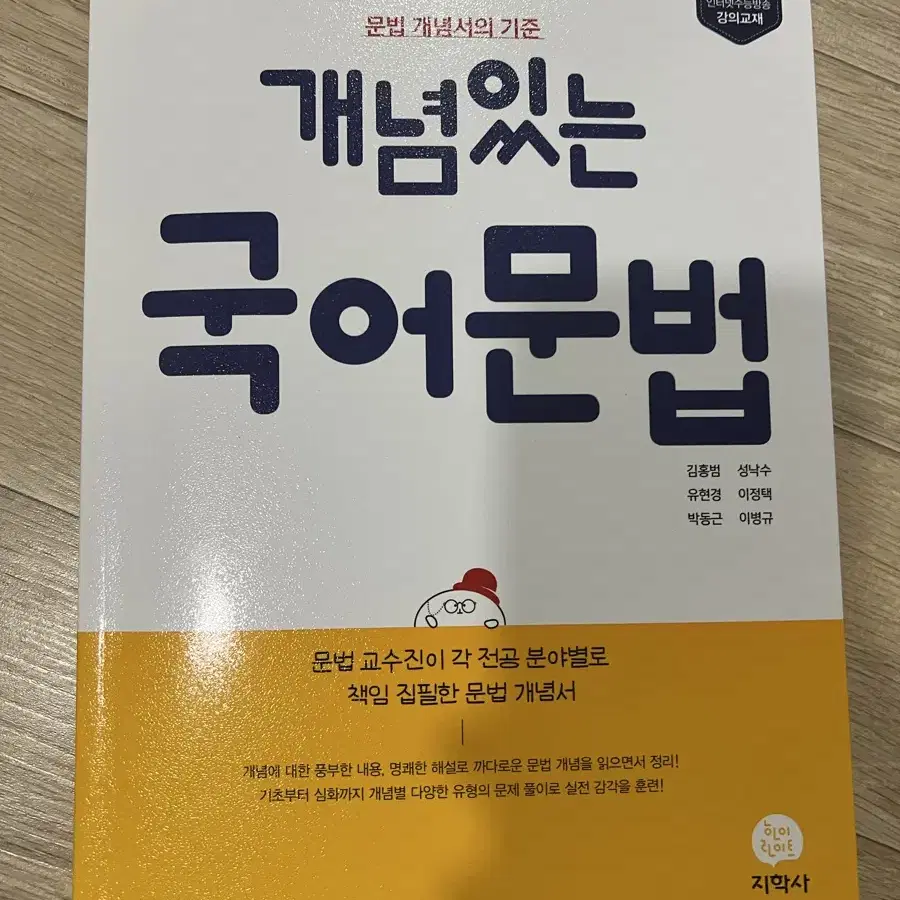 인터넷수능방송
강의교재
문법 개념서의 기준
개념있는
국어문법
김홍범 성낙수
유현경 이정택
박동근 이병규
문법 교수진이 각 전공 분야별로
책임 집필한 문법 개념서
개념에 대한 풍부한 내용, 명쾌한 해설로 까다로운 문법 개념을 읽으면서 정리!
기초부터 심화까지 개념별 다양한 유형의 문제 풀이로 실전 감각을 훈련!
하이
라이트
지학사